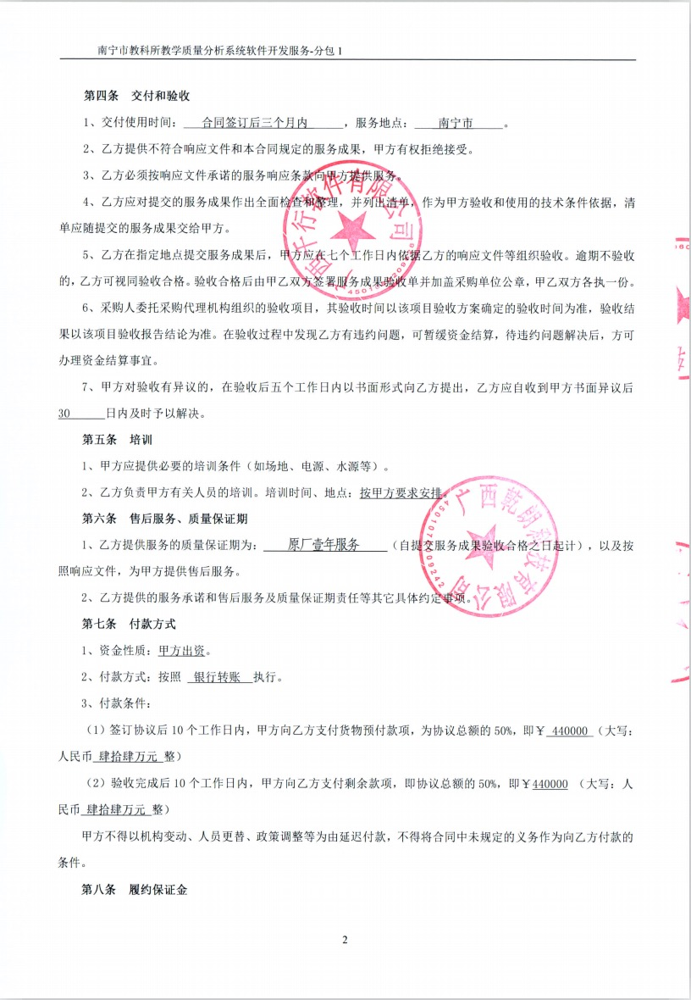 南宁市教科所教学质量分析系统软件开发服务-分包 1
第四条 交付和验收
1、交付使用时间： 合同签订后三个月内 ，服务地点： 南宁市 。
2、乙方提供不符合响应文件和本合同规定的服务成果，甲方有权拒绝接受。
3、乙方必须按响应文件承诺的服务响应条款向甲方提供服务。
4、乙方应对提交的服务成果作出全面检查和整理，并列出清单，作为甲方验收和使用的技术条件依据，清
单应随提交的服务成果交给甲方。
5、乙方在指定地点提交服务成果后，甲方应在七个工作日内依据乙方的响应文件等组织验收。逾期不验收
的，乙方可视同验收合格。验收合格后由甲乙双方签署服务成果验收单并加盖采购单位公章，甲乙双方各执一份。
6、采购人委托采购代理机构组织的验收项目，其验收时间以该项目验收方案确定的验收时间为准，验收结
果以该项目验收报告结论为准。在验收过程中发现乙方有违约问题，可暂缓资金结算，待违约问题解决后，方可
办理资金结算事宜。
7、甲方对验收有异议的，在验收后五个工作日内以书面形式向乙方提出，乙方应自收到甲方书面异议后
30 日内及时予以解决。
第五条 培训
1、甲方应提供必要的培训条件（如场地、电源、水源等）。
2、乙方负责甲方有关人员的培训。培训时间、地点：按甲方要求安排。
第六条 售后服务、质量保证期
1、乙方提供服务的质量保证期为： 原厂壹年服务 （自提交服务成果验收合格之日起计），以及按
照响应文件，为甲方提供售后服务。
2、乙方提供的服务承诺和售后服务及质量保证期责任等其它具体约定事项。
第七条 付款方式
1、资金性质：甲方出资。
2、付款方式：按照 银行转账 执行。
3、付款条件：
（1）签订协议后 10 个工作日内，甲方向乙方支付货物预付款项，为协议总额的 50%，即￥ 440000 （大写：
人民币 肆拾肆万元 整）
（2）验收完成后 10 个工作日内，甲方向乙方支付剩余款项，即协议总额的 50%，即￥440000 （大写：人
民币 肆拾肆万元 整）
甲方不得以机构变动、人员更替、政策调整等为由延迟付款，不得将合同中未规定的义务作为向乙方付款的
条件。
第八条 履约保证金
2
广西千行软件有限公司
广西乾朗科技有限公司